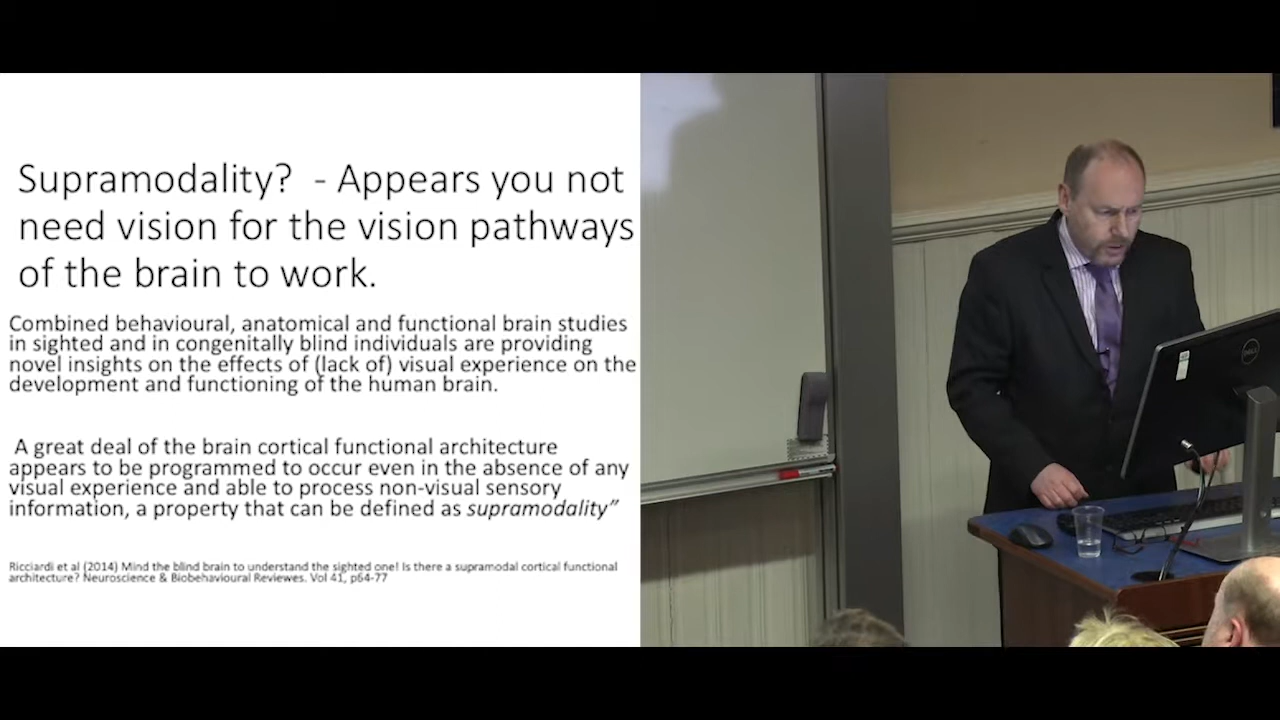 Supramodality?  - Appears you not
need vision for the vision pathways
of the brain to work.
Combined behavioural, anatomical and functional brain studies
in sighted and in congenitally blind individuals are providing
novel insights on the effects of (lack of) visual experience on the
development and functioning of the human brain.
A great deal of the brain cortical functional architecture
appears to be programmed to occur even in the absence of any
visual experience and able to process non-visual sensory
information, a property that can be defined as supramodality”
Ricciardi et al (2014) Mind the blind brain to understand the sighted one! Is there a supramodal cortical functional
architecture? Neuroscience & Biobehavioural Reviewes. Vol 41, p64-77
DELL